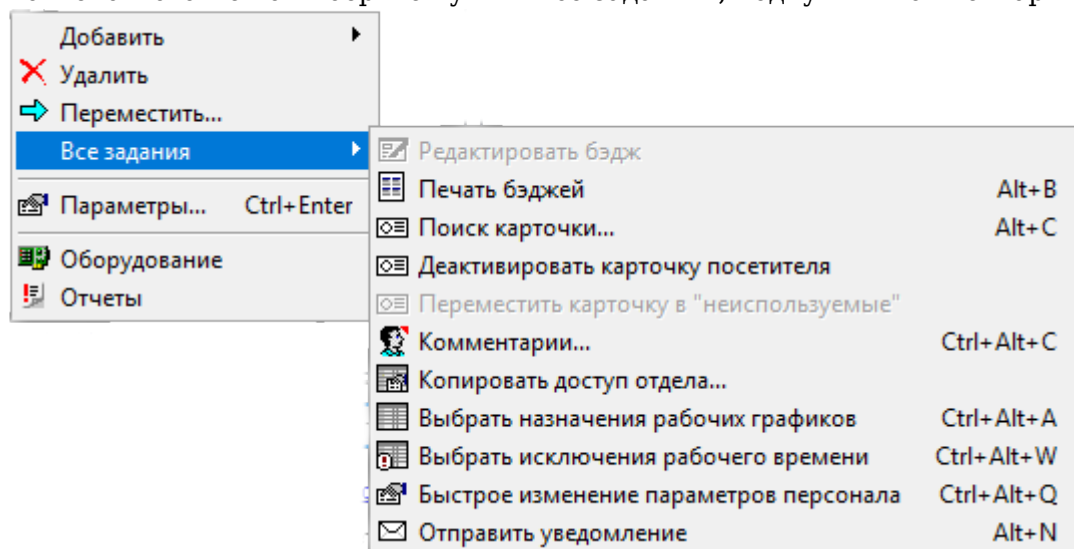 Добавить
Удалить
Переместить...
Все задания
Параметры... Ctrl+Enter
Оборудование
Отчеты
Редактировать бэдж
Печать бэджей Alt+B
Поиск карточки... Alt+C
Деактивировать карточку посетителя
Переместить карточку в "неиспользуемые"
Комментарии... Ctrl+Alt+C
Копировать доступ отдела...
Выбрать назначения рабочих графиков Ctrl+Alt+A
Выбрать исключения рабочего времени Ctrl+Alt+W
Быстрое изменение параметров персонала Ctrl+Alt+Q
Отправить уведомление Alt+N